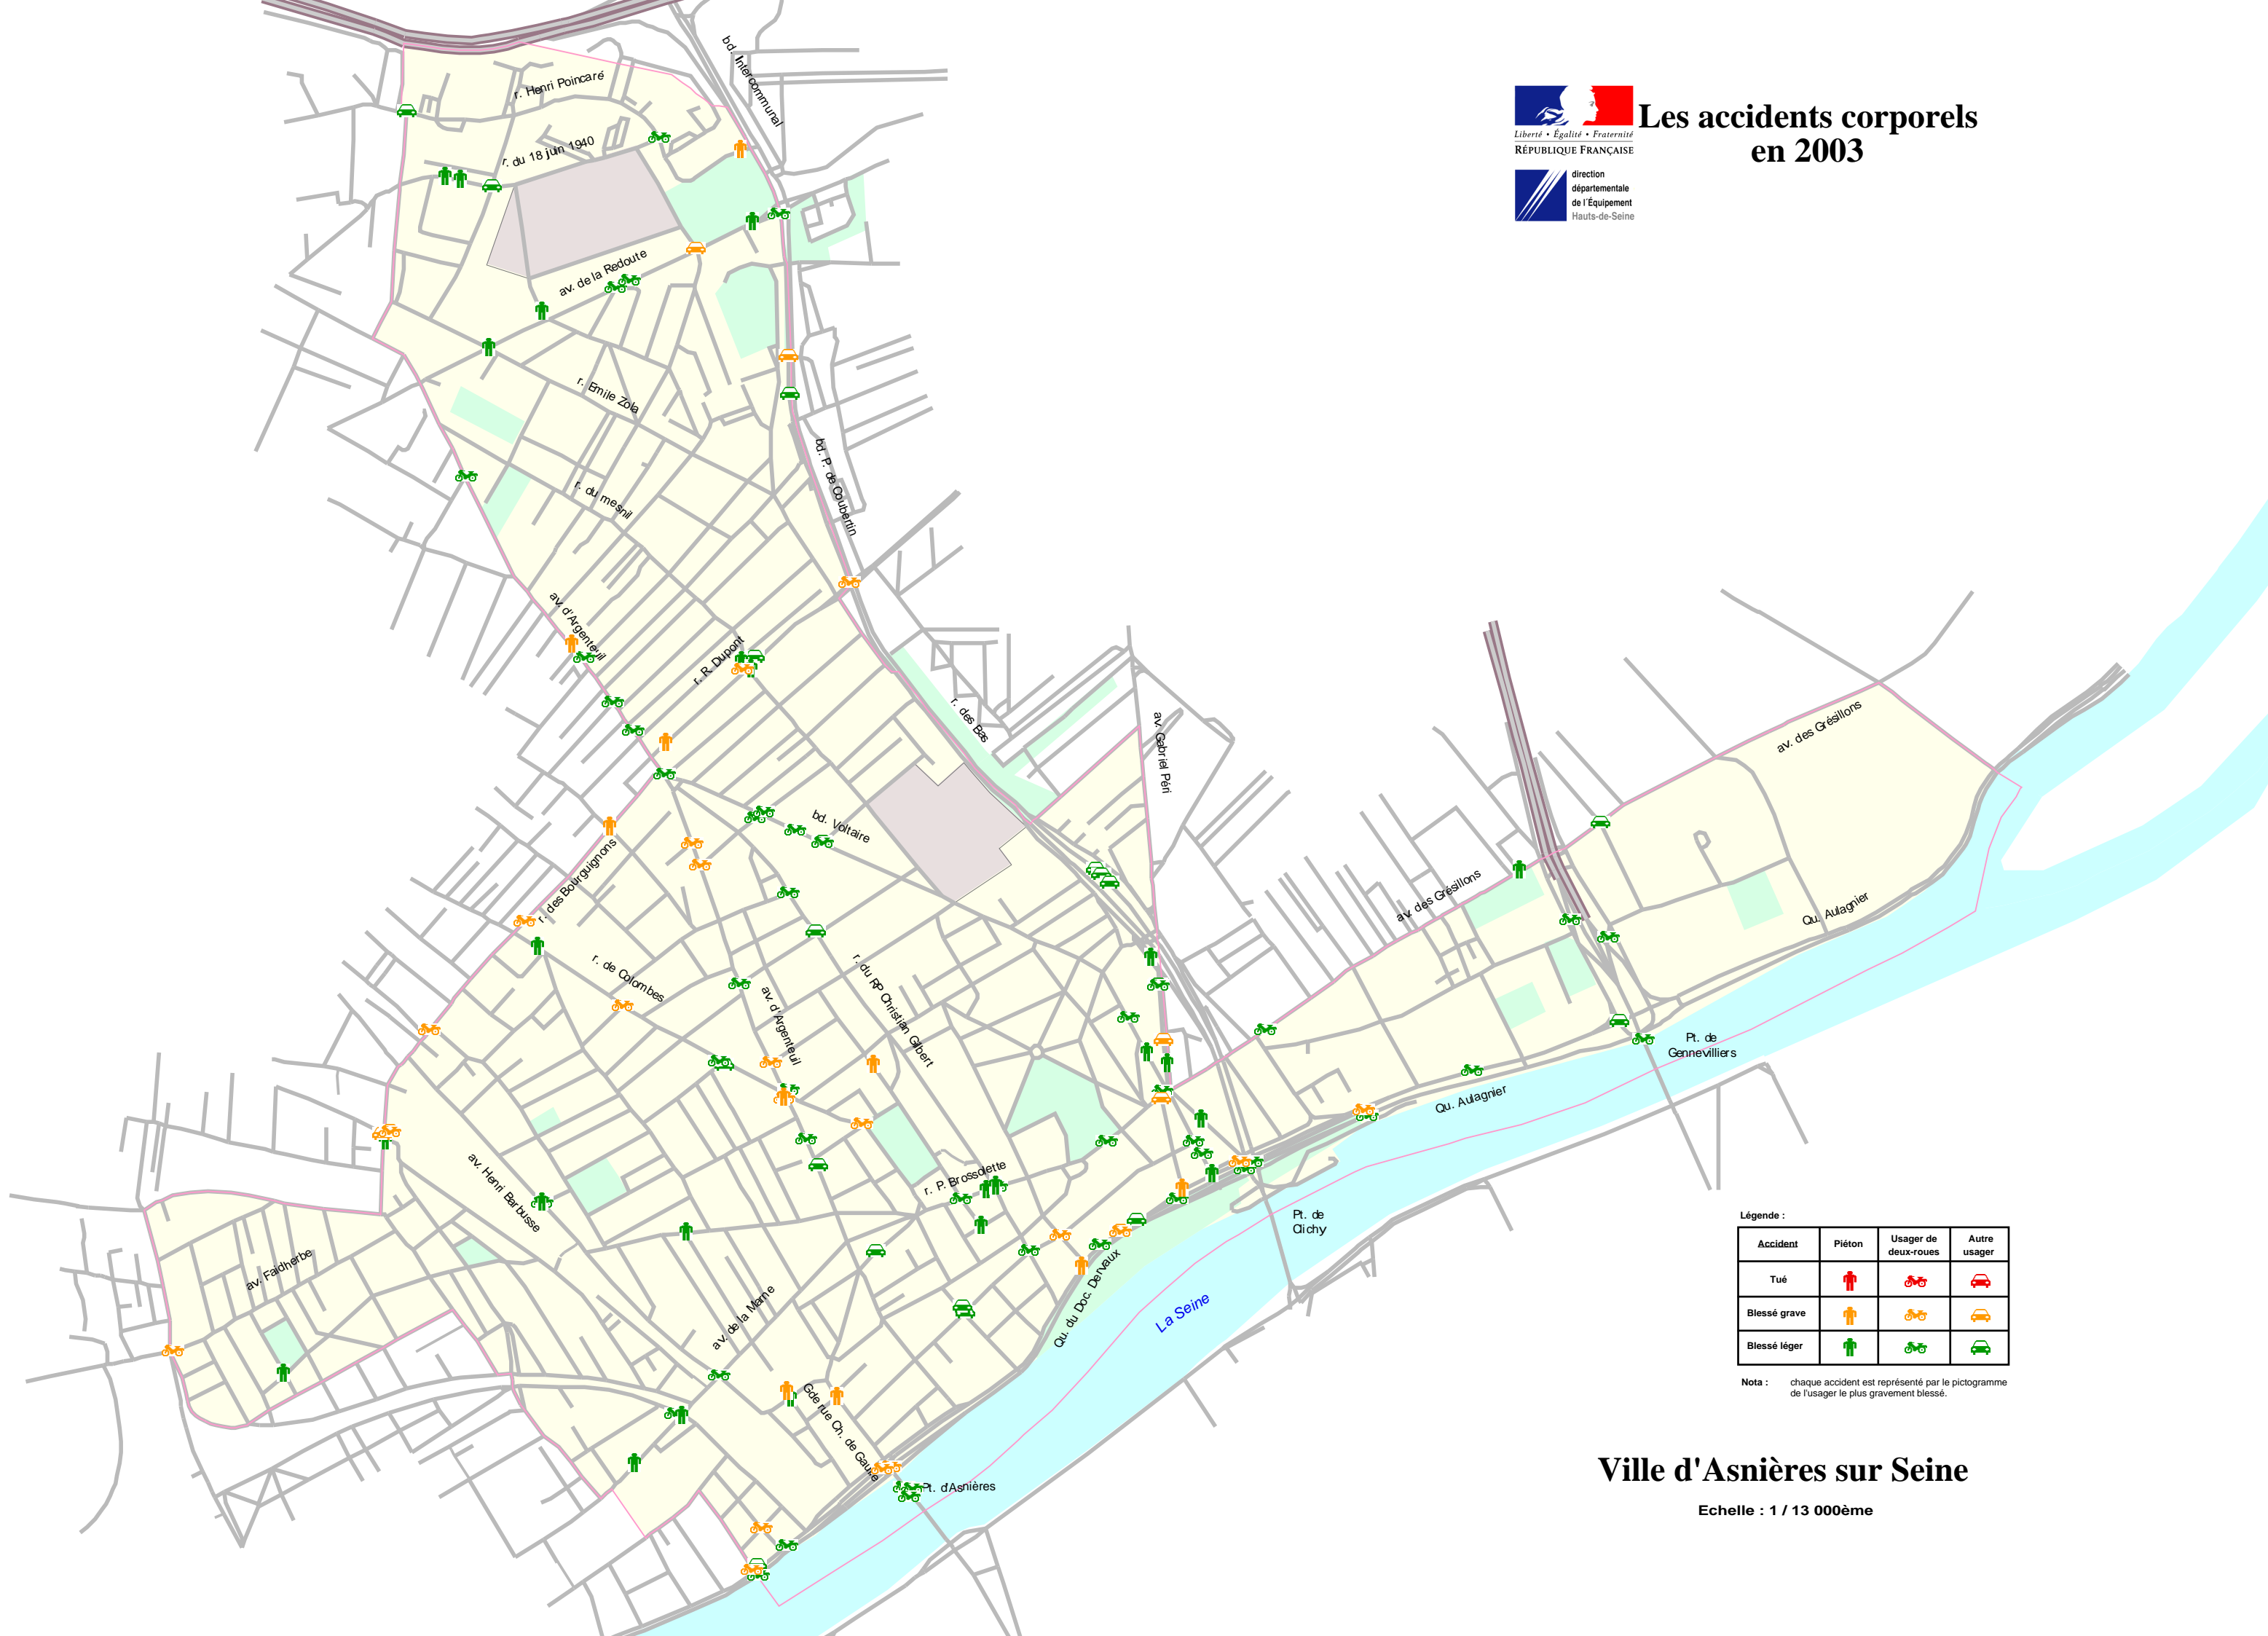 Liberté • Égalité • Fraternité
RÉPUBLIQUE FRANÇAISE
Les accidents corporels
en 2003
direction
départementale
de l'Équipement
Hauts-de-Seine
bd. Intercommunal
r. Henri Poincaré
r. du 18 juin 1940
av. de la Redoute
r. Emile Zola
bd. P. de Coubertin
r. du mesnil
av. d'Argenteuil
r. R. Dupont
r. des Bas
av. Gabriel Péri
av. des Grésillons
bd. Voltaire
r. des Bourguignons
av. des Grésillons
Qu. Aulagnier
r. de Colombes
av. d'Argenteuil
r. du RP Christian Gilbert
Pt. de
Gennevilliers
Qu. Aulagnier
av. Henri Barbusse
r. P. Brossolette
Pt. de
Clichy
av. Faidherbe
av. de la Marne
Qu. du Doc. Dervaux
La Seine
Gde rue Ch. de Gaulle
Pt. d'Asnières
Légende :
Accident Piéton Usager de deux-roues Autre usager
Tué
Blessé grave
Blessé léger
Nota : chaque accident est représenté par le pictogramme
de l'usager le plus gravement blessé.
Ville d'Asnières sur Seine
Echelle : 1 / 13 000ème